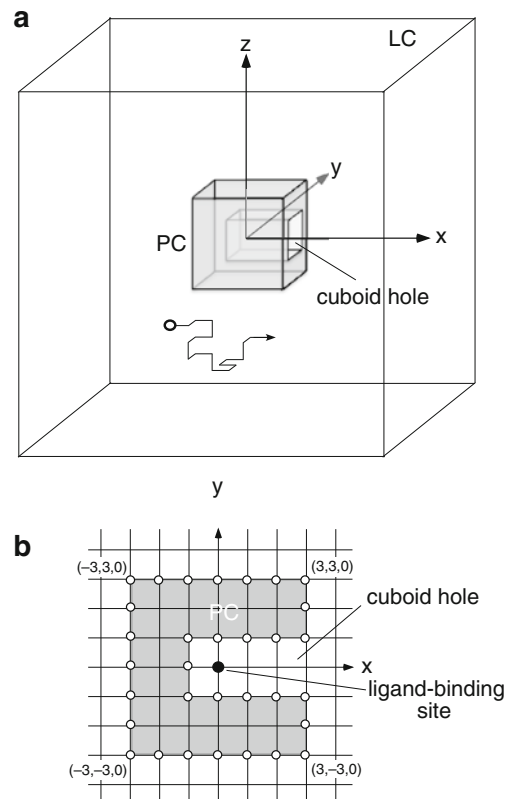 a
LC
z
y
PC
x
cuboid hole
y
b
(–3,3,0)
(3,3,0)
PC
cuboid hole
x
ligand-binding
site
(–3,–3,0)
(3,–3,0)